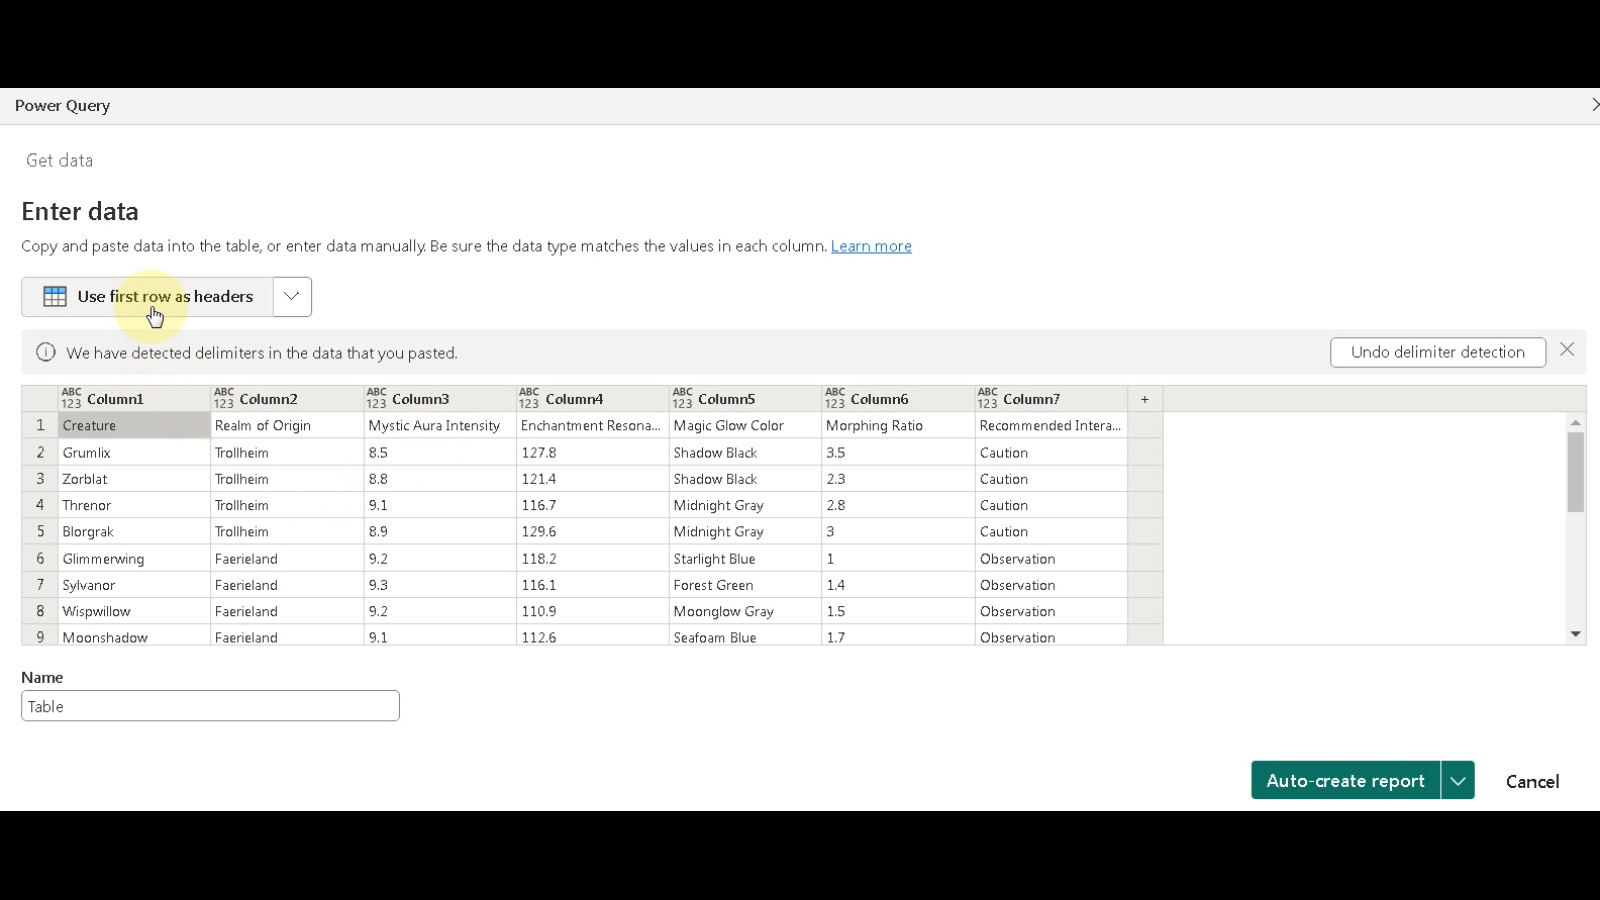 Power Query
Get data
Enter data
Copy and paste data into the table, or enter data manually. Be sure the data type matches the values in each column. Learn more
Use first row as headers
We have detected delimiters in the data that you pasted.
Undo delimiter detection
ABC 123 Column1 ABC 123 Column2 ABC 123 Column3 ABC 123 Column4 ABC 123 Column5 ABC 123 Column6 ABC 123 Column7 +
1 Creature Realm of Origin Mystic Aura Intensity Enchantment Resona... Magic Glow Color Morphing Ratio Recommended Intera...
2 Grumlix Trollheim 8.5 127.8 Shadow Black 3.5 Caution
3 Zorblat Trollheim 8.8 121.4 Shadow Black 2.3 Caution
4 Threnor Trollheim 9.1 116.7 Midnight Gray 2.8 Caution
5 Blorgrak Trollheim 8.9 129.6 Midnight Gray 3 Caution
6 Glimmerwing Faerieland 9.2 118.2 Starlight Blue 1 Observation
7 Sylvanor Faerieland 9.3 116.1 Forest Green 1.4 Observation
8 Wispwillow Faerieland 9.2 110.9 Moonglow Gray 1.5 Observation
9 Moonshadow Faerieland 9.1 112.6 Seafoam Blue 1.7 Observation
Name
Table
Auto-create report
Cancel